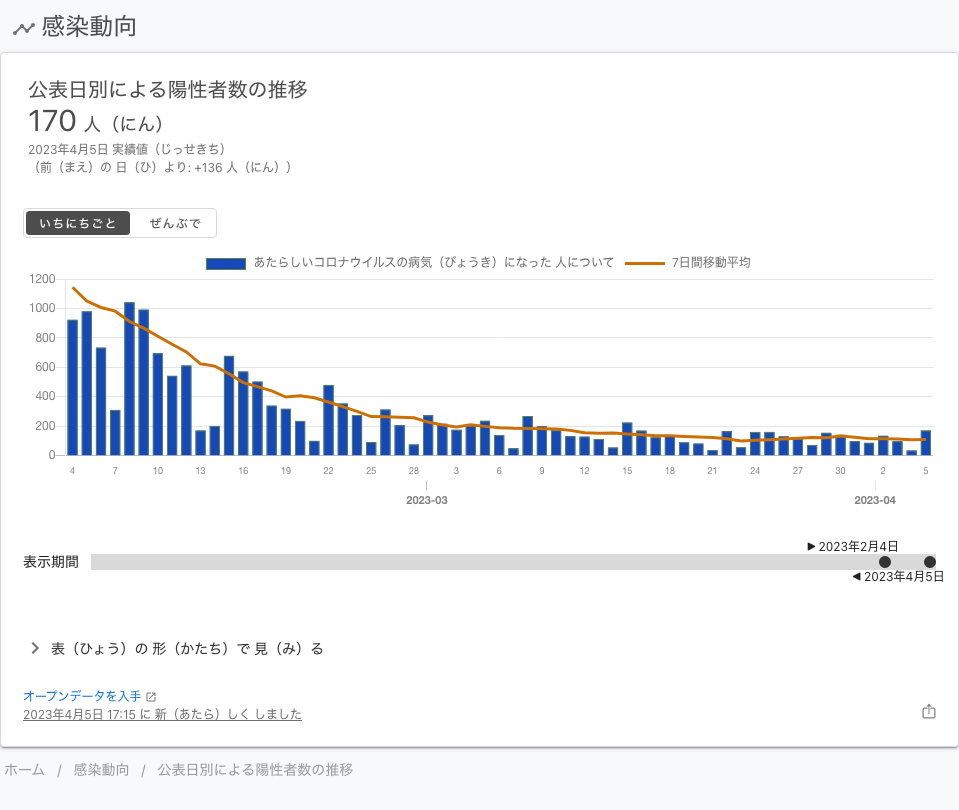 感染動向
公表日別による陽性者数の推移
170 人（にん）
2023年4月5日 実績値（じっせきち）
（前（まえ）の 日（ひ）より: +136 人（にん））
いちにちごと ぜんぶで
あたらしいコロナウイルスの病気（びょうき）になった 人について 7日間移動平均
1200
1000
800
600
400
200
0
4 7 10 13 16 19 22 25 28 3 6 9 12 15 18 21 24 27 30 2 5
2023-03 2023-04
2023年2月4日
表示期間
2023年4月5日
表（ひょう）の 形（かたち）で 見（み）る
オープンデータを入手
2023年4月5日 17:15 に 新（あたら）しく しました
ホーム / 感染動向 / 公表日別による陽性者数の推移